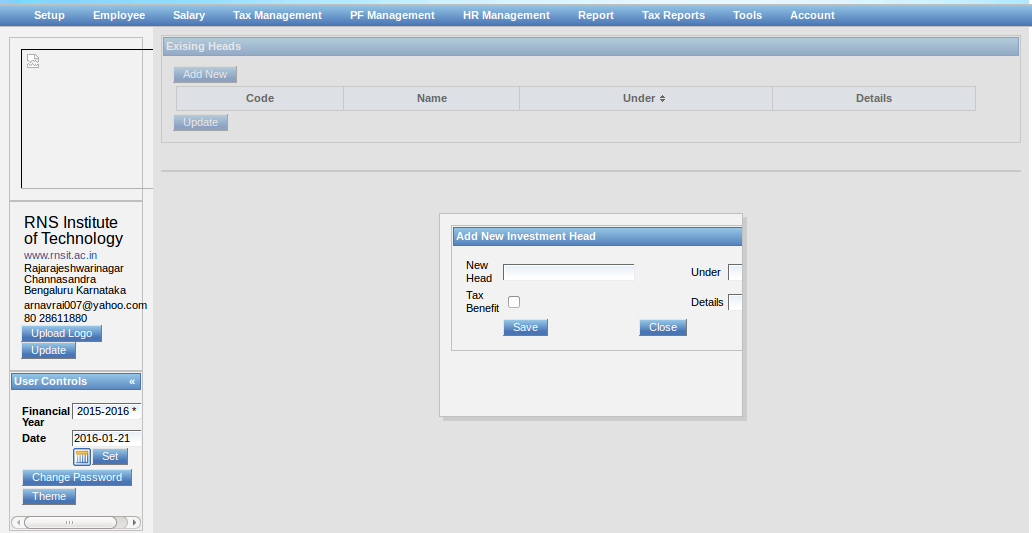 Setup Employee Salary Tax Management PF Management HR Management Report Tax Reports Tools Account
RNS Institute
of Technology
www.rnsit.ac.in
Rajarajeshwarinagar
Channasandra
Bengaluru Karnataka
arnavrai007@yahoo.com
80 28611880
Upload Logo
Update
User Controls «
Financial Year 2015-2016 *
Date 2016-01-21
Set
Change Password
Theme
Exising Heads
Add New
Code Name Under Details
Update
Add New Investment Head
New Head Under
Tax Benefit Details
Save Close